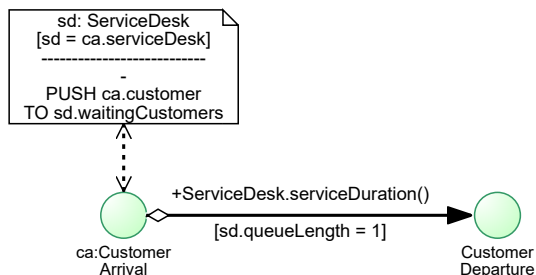 sd: ServiceDesk
[sd = ca.serviceDesk]
---------------------------
-
PUSH ca.customer
TO sd.waitingCustomers
+ServiceDesk.serviceDuration()
[sd.queueLength = 1]
ca:Customer
Arrival
Customer
Departure